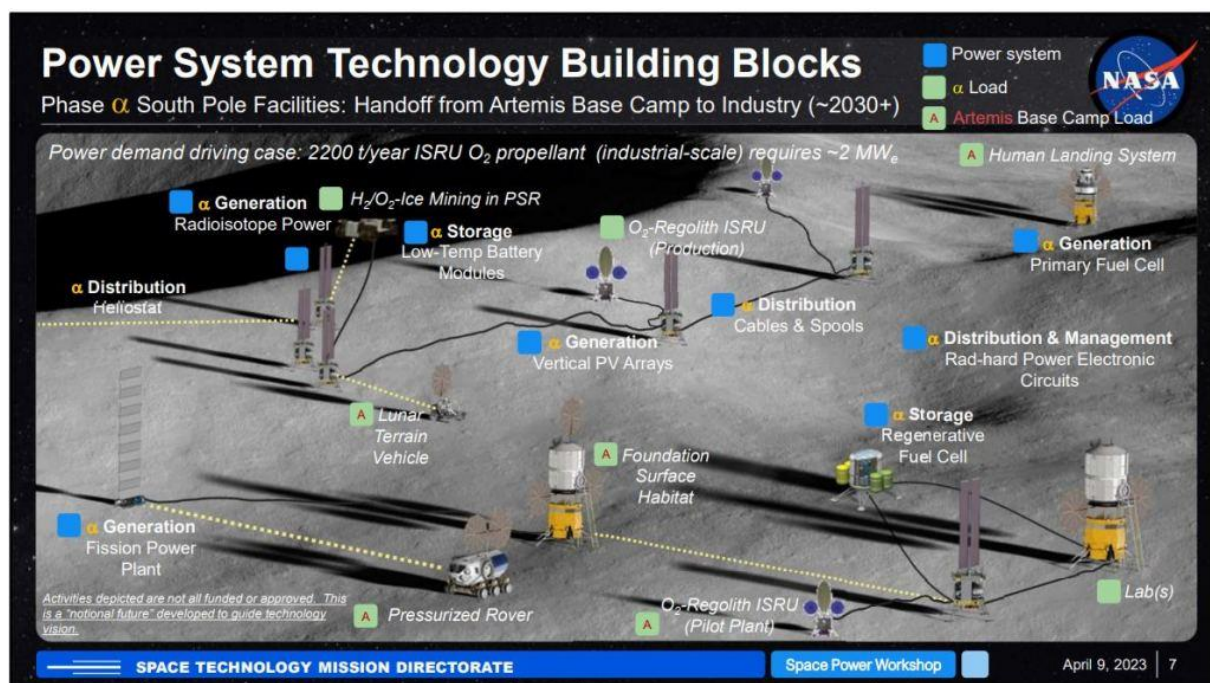 Power System Technology Building Blocks
Phase α South Pole Facilities: Handoff from Artemis Base Camp to Industry (~2030+)
Power system
α Load
A Artemis Base Camp Load
NASA
Power demand driving case: 2200 t/year ISRU O₂ propellant (industrial-scale) requires ~2 MWₑ
A Human Landing System
α Generation
Radioisotope Power
H₂/O₂-Ice Mining in PSR
α Storage
Low-Temp Battery
Modules
O₂-Regolith ISRU
(Production)
α Generation
Primary Fuel Cell
α Distribution
Heliostat
α Distribution
Cables & Spools
α Generation
Vertical PV Arrays
α Distribution & Management
Rad-hard Power Electronic
Circuits
A Lunar
Terrain
Vehicle
A Foundation
Surface
Habitat
α Storage
Regenerative
Fuel Cell
α Generation
Fission Power
Plant
Activities depicted are not all funded or approved. This
is a "notional future" developed to guide technology
vision.
A Pressurized Rover
O₂-Regolith ISRU
A (Pilot Plant)
Lab(s)
SPACE TECHNOLOGY MISSION DIRECTORATE
Space Power Workshop
April 9, 2023 | 7